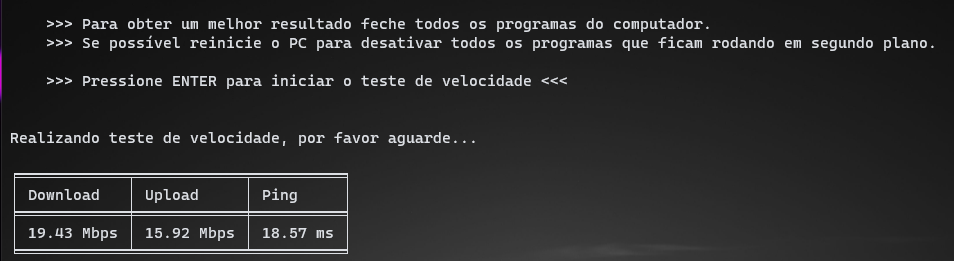 >>> Para obter um melhor resultado feche todos os programas do computador.
>>> Se possível reinicie o PC para desativar todos os programas que ficam rodando em segundo plano.
>>> Pressione ENTER para iniciar o teste de velocidade <<<
Realizando teste de velocidade, por favor aguarde...
Download Upload Ping
19.43 Mbps 15.92 Mbps 18.57 ms